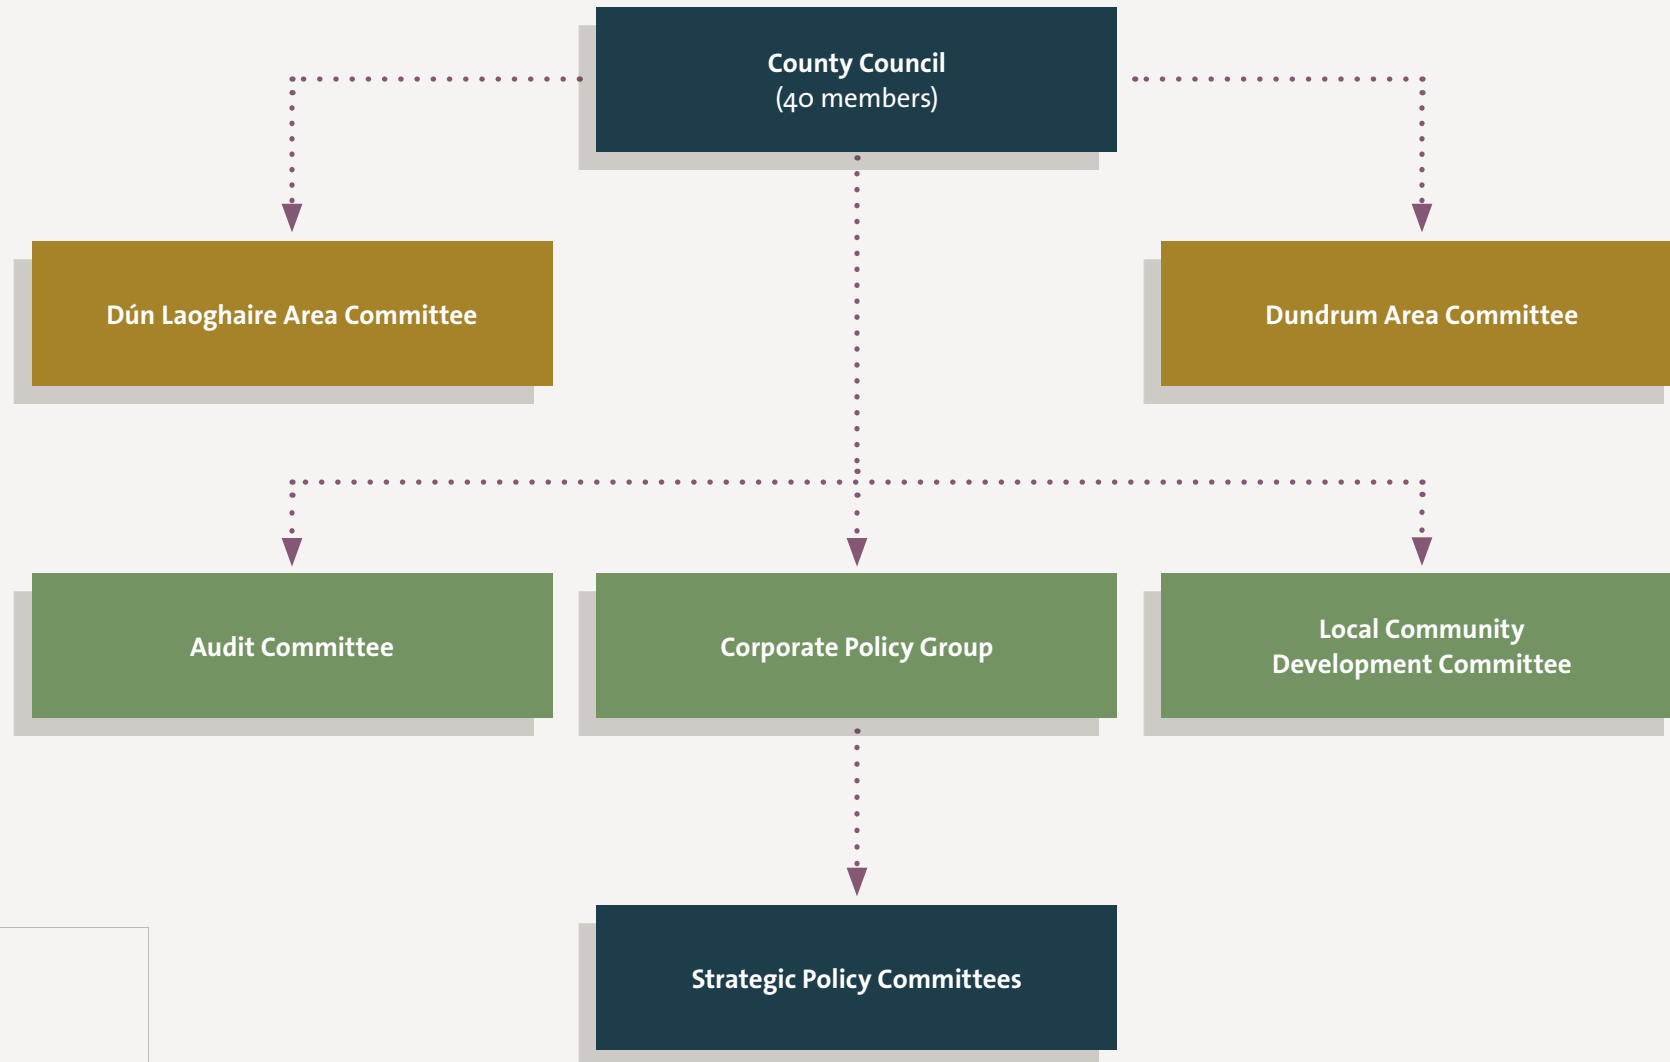 County Council
(40 members)
Dún Laoghaire Area Committee
Dundrum Area Committee
Audit Committee
Corporate Policy Group
Local Community
Development Committee
Strategic Policy Committees